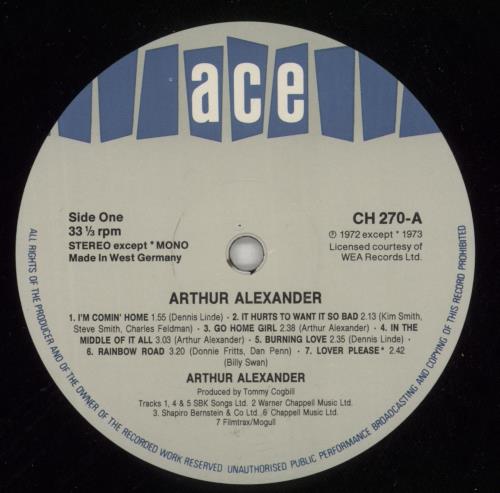 ace
Side One
33 ⅓ rpm
STEREO except * MONO
Made In West Germany
CH 270-A
℗ 1972 except * 1973
Licensed courtesy of
WEA Records Ltd.
ARTHUR ALEXANDER
1. I'M COMIN' HOME 1.55 (Dennis Linde) - 2. IT HURTS TO WANT IT SO BAD 2.13 (Kim Smith,
Steve Smith, Charles Feldman) - 3. GO HOME GIRL 2.38 (Arthur Alexander) - 4. IN THE
MIDDLE OF IT ALL 3.03 (Arthur Alexander) - 5. BURNING LOVE 2.35 (Dennis Linde)
- 6. RAINBOW ROAD 3.20 (Donnie Fritts, Dan Penn) - 7. LOVER PLEASE* 2.42
(Billy Swan)
ARTHUR ALEXANDER
Produced by Tommy Cogbill
Tracks 1, 4 & 5 SBK Songs Ltd. 2 Warner Chappell Music Ltd.
3. Shapiro Bernstein & Co Ltd.,6 Chappell Music Ltd.
7 Filmtrax/Mogull
ALL RIGHTS OF THE PRODUCER AND OF THE OWNER OF THE RECORDED WORK RESERVED UNAUTHORISED PUBLIC PERFORMANCE BROADCASTING AND COPYING OF THIS RECORD PROHIBITED